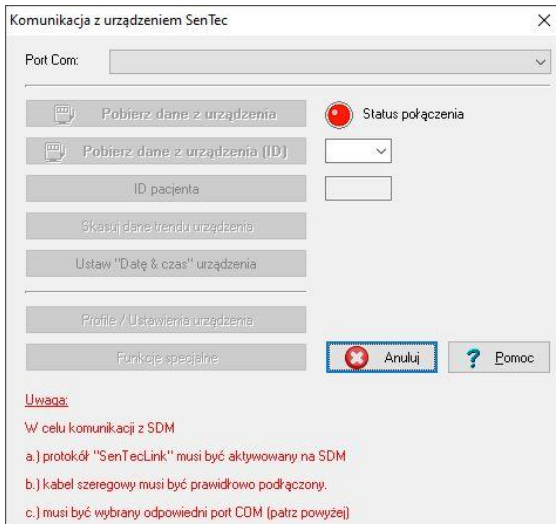 Komunikacja z urządzeniem SenTec
Port Com:
Pobierz dane z urządzenia
Status połączenia
Pobierz dane z urządzenia (ID)
ID pacjenta
Skasuj dane trendu urządzenia
Ustaw "Datę & czas" urządzenia
Profile / Ustawienia urządzenia
Funkcje specjalne
Anuluj
? Pomoc
Uwaga:
W celu komunikacji z SDM
a.) protokół "SenTecLink" musi być aktywowany na SDM
b.) kabel szeregowy musi być prawidłowo podłączony.
c.) musi być wybrany odpowiedni port COM (patrz powyżej)